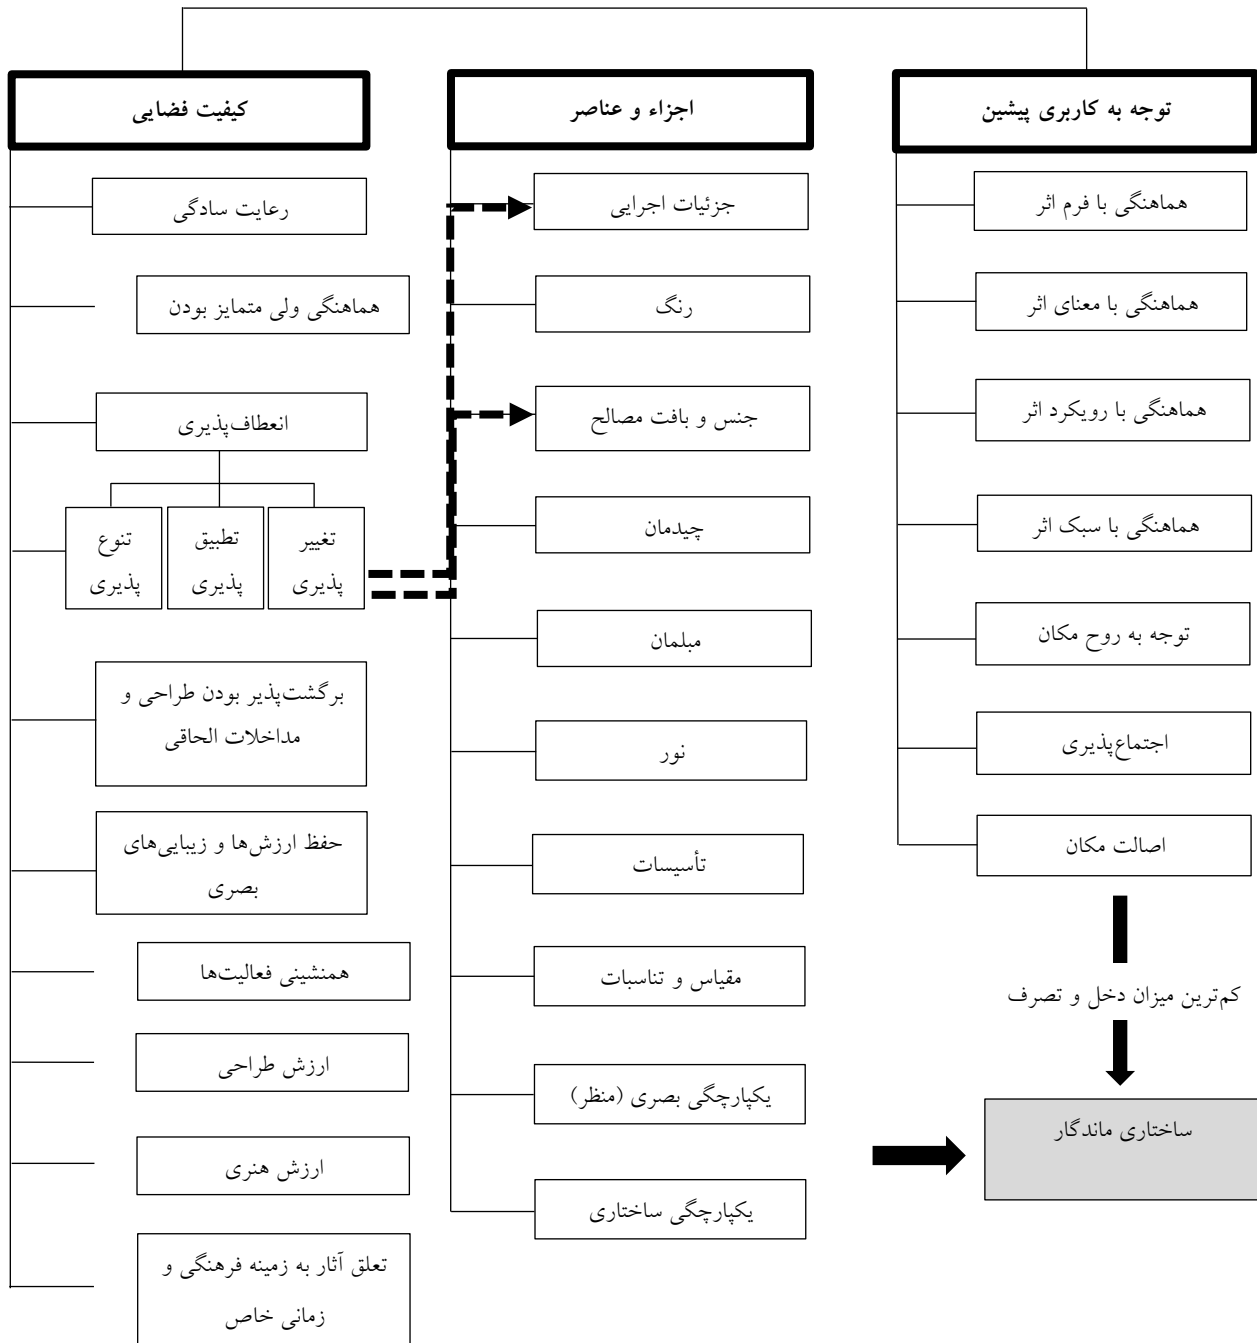 توجه به کاربری پیشین
هماهنگی با فرم اثر
هماهنگی با معنای اثر
هماهنگی با رویکرد اثر
هماهنگی با سبک اثر
توجه به روح مکان
اجتماع‌پذیری
اصالت مکان
کم‌ترین میزان دخل و تصرف
ساختاری ماندگار
اجزاء و عناصر
جزئیات اجرایی
رنگ
جنس و بافت مصالح
چیدمان
مبلمان
نور
تأسیسات
مقیاس و تناسبات
یکپارچگی بصری (منظر)
یکپارچگی ساختاری
کیفیت فضایی
رعایت سادگی
هماهنگی ولی متمایز بودن
انعطاف‌پذیری
تغییر
پذیری
تطبیق
پذیری
تنوع
پذیری
برگشت‌پذیر بودن طراحی و
مداخلات الحاقی
حفظ ارزش‌ها و زیبایی‌های
بصری
همنشینی فعالیت‌ها
ارزش طراحی
ارزش هنری
تعلق آثار به زمینه فرهنگی و
زمانی خاص